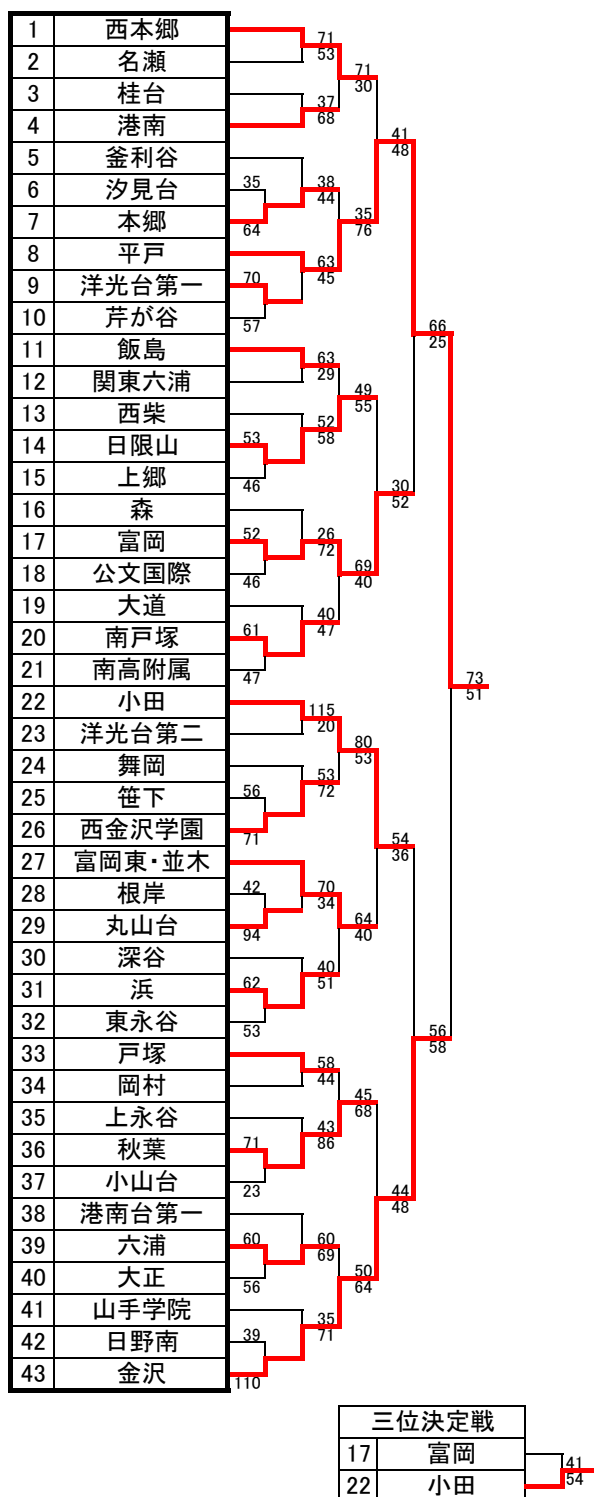 1 西本郷
71
2 名瀬
53
71
3 桂台
30
37
4 港南
68
41
5 釜利谷
48
6 汐見台
35
38
44
7 本郷
64
35
76
8 平戸
63
9 洋光台第一
70
45
10 芹が谷
57
66
11 飯島
25
63
12 関東六浦
29
49
13 西柴
55
52
14 日限山
53
58
15 上郷
46
30
16 森
52
17 富岡
52
26
72
18 公文国際
46
69
40
19 大道
40
20 南戸塚
61
47
21 南高附属
47
73
22 小田
51
115
23 洋光台第二
20
80
24 舞岡
53
53
25 笹下
56
72
26 西金沢学園
71
54
27 富岡東・並木
36
28 根岸
42
70
34
29 丸山台
94
64
40
30 深谷
40
31 浜
62
51
32 東永谷
53
56
33 戸塚
58
58
34 岡村
44
45
35 上永谷
68
43
36 秋葉
71
86
37 小山台
23
44
38 港南台第一
48
39 六浦
60
60
69
40 大正
56
50
64
41 山手学院
35
42 日野南
39
71
43 金沢
110
三位決定戦
17 富岡
41
22 小田
54